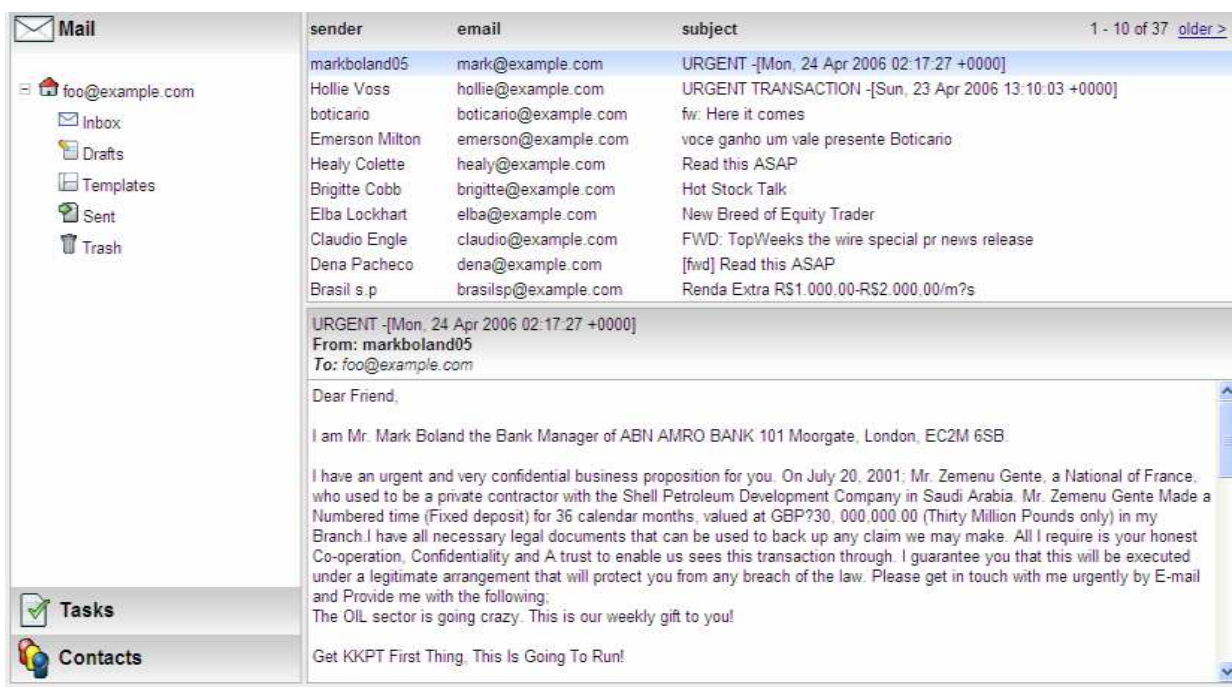 Mail
foo@example.com
Inbox
Drafts
Templates
Sent
Trash
Tasks
Contacts
sender email subject 1 - 10 of 37 older >
markboland05 mark@example.com URGENT -[Mon, 24 Apr 2006 02:17:27 +0000]
Hollie Voss hollie@example.com URGENT TRANSACTION -[Sun, 23 Apr 2006 13:10:03 +0000]
boticario boticario@example.com fw: Here it comes
Emerson Milton emerson@example.com voce ganho um vale presente Boticario
Healy Colette healy@example.com Read this ASAP
Brigitte Cobb brigitte@example.com Hot Stock Talk
Elba Lockhart elba@example.com New Breed of Equity Trader
Claudio Engle claudio@example.com FWD: TopWeeks the wire special pr news release
Dena Pacheco dena@example.com [fwd] Read this ASAP
Brasil s.p brasilsp@example.com Renda Extra R$1.000,00-R$2.000,00/m?s
URGENT -[Mon, 24 Apr 2006 02:17:27 +0000]
From: markboland05
To: foo@example.com
Dear Friend,
I am Mr. Mark Boland the Bank Manager of ABN AMRO BANK 101 Moorgate, London, EC2M 6SB.
I have an urgent and very confidential business proposition for you. On July 20, 2001; Mr. Zemenu Gente, a National of France,
who used to be a private contractor with the Shell Petroleum Development Company in Saudi Arabia. Mr. Zemenu Gente Made a
Numbered time (Fixed deposit) for 36 calendar months, valued at GBP?30, 000,000.00 (Thirty Million Pounds only) in my
Branch.I have all necessary legal documents that can be used to back up any claim we may make. All I require is your honest
Co-operation, Confidentiality and A trust to enable us sees this transaction through. I guarantee you that this will be executed
under a legitimate arrangement that will protect you from any breach of the law. Please get in touch with me urgently by E-mail
and Provide me with the following;
The OIL sector is going crazy. This is our weekly gift to you!
Get KKPT First Thing, This Is Going To Run!